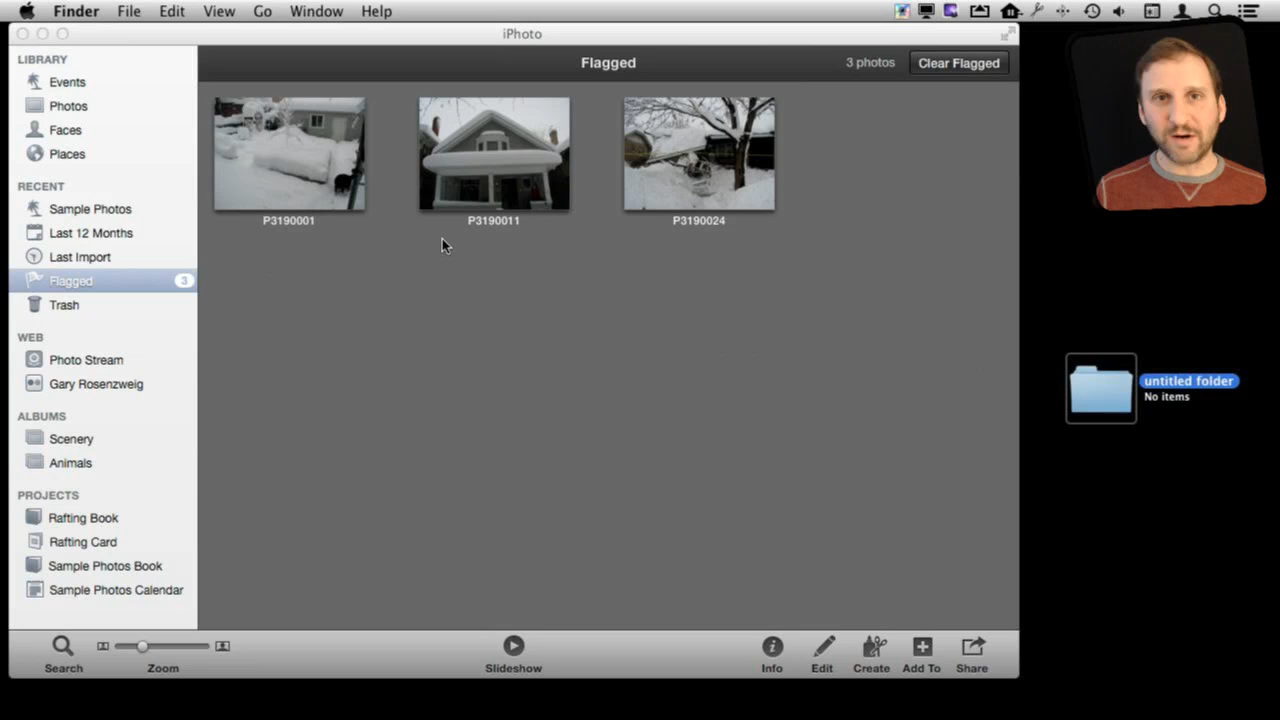 Finder File Edit View Go Window Help
iPhoto
LIBRARY
Events
Photos
Faces
Places
RECENT
Sample Photos
Last 12 Months
Last Import
Flagged 3
Trash
WEB
Photo Stream
Gary Rosenzweig
ALBUMS
Scenery
Animals
PROJECTS
Rafting Book
Rafting Card
Sample Photos Book
Sample Photos Calendar
Flagged 3 photos Clear Flagged
P3190001 P3190011 P3190024
untitled folder
No items
Search Zoom Slideshow Info Edit Create Add To Share